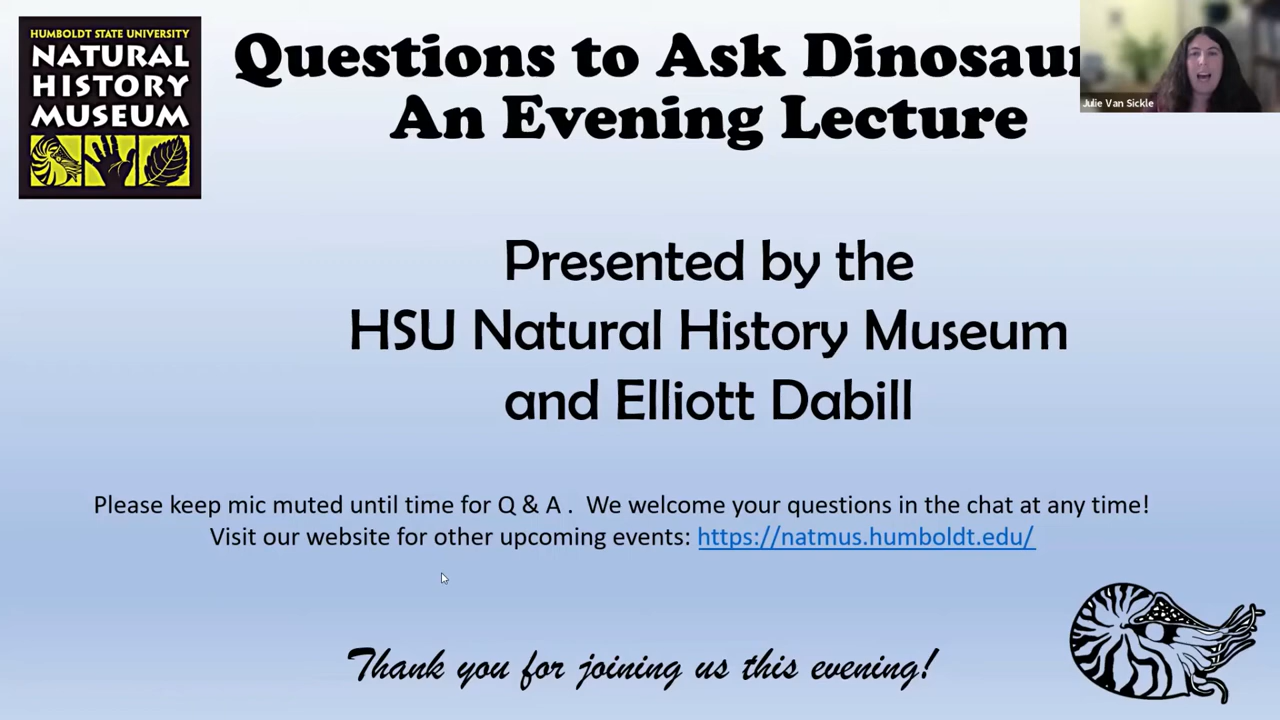 HUMBOLDT STATE UNIVERSITY
NATURAL
HISTORY
MUSEUM
Questions to Ask Dinosau
An Evening Lecture
Julie Van Sickle
Presented by the
HSU Natural History Museum
and Elliott Dabill
Please keep mic muted until time for Q & A . We welcome your questions in the chat at any time!
Visit our website for other upcoming events: https://natmus.humboldt.edu/
Thank you for joining us this evening!